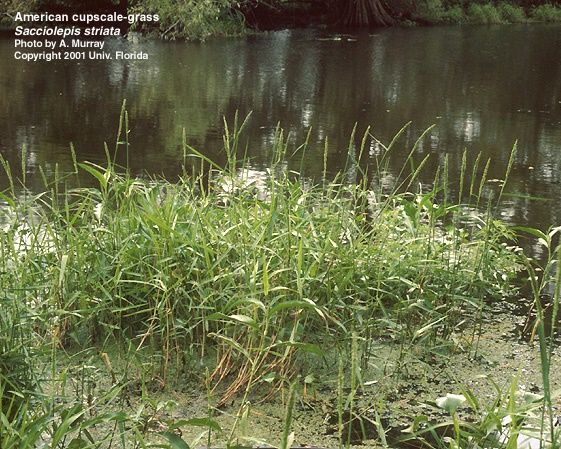 American cupscale-grass
Sacciolepis striata
Photo by A. Murray
Copyright 2001 Univ. Florida